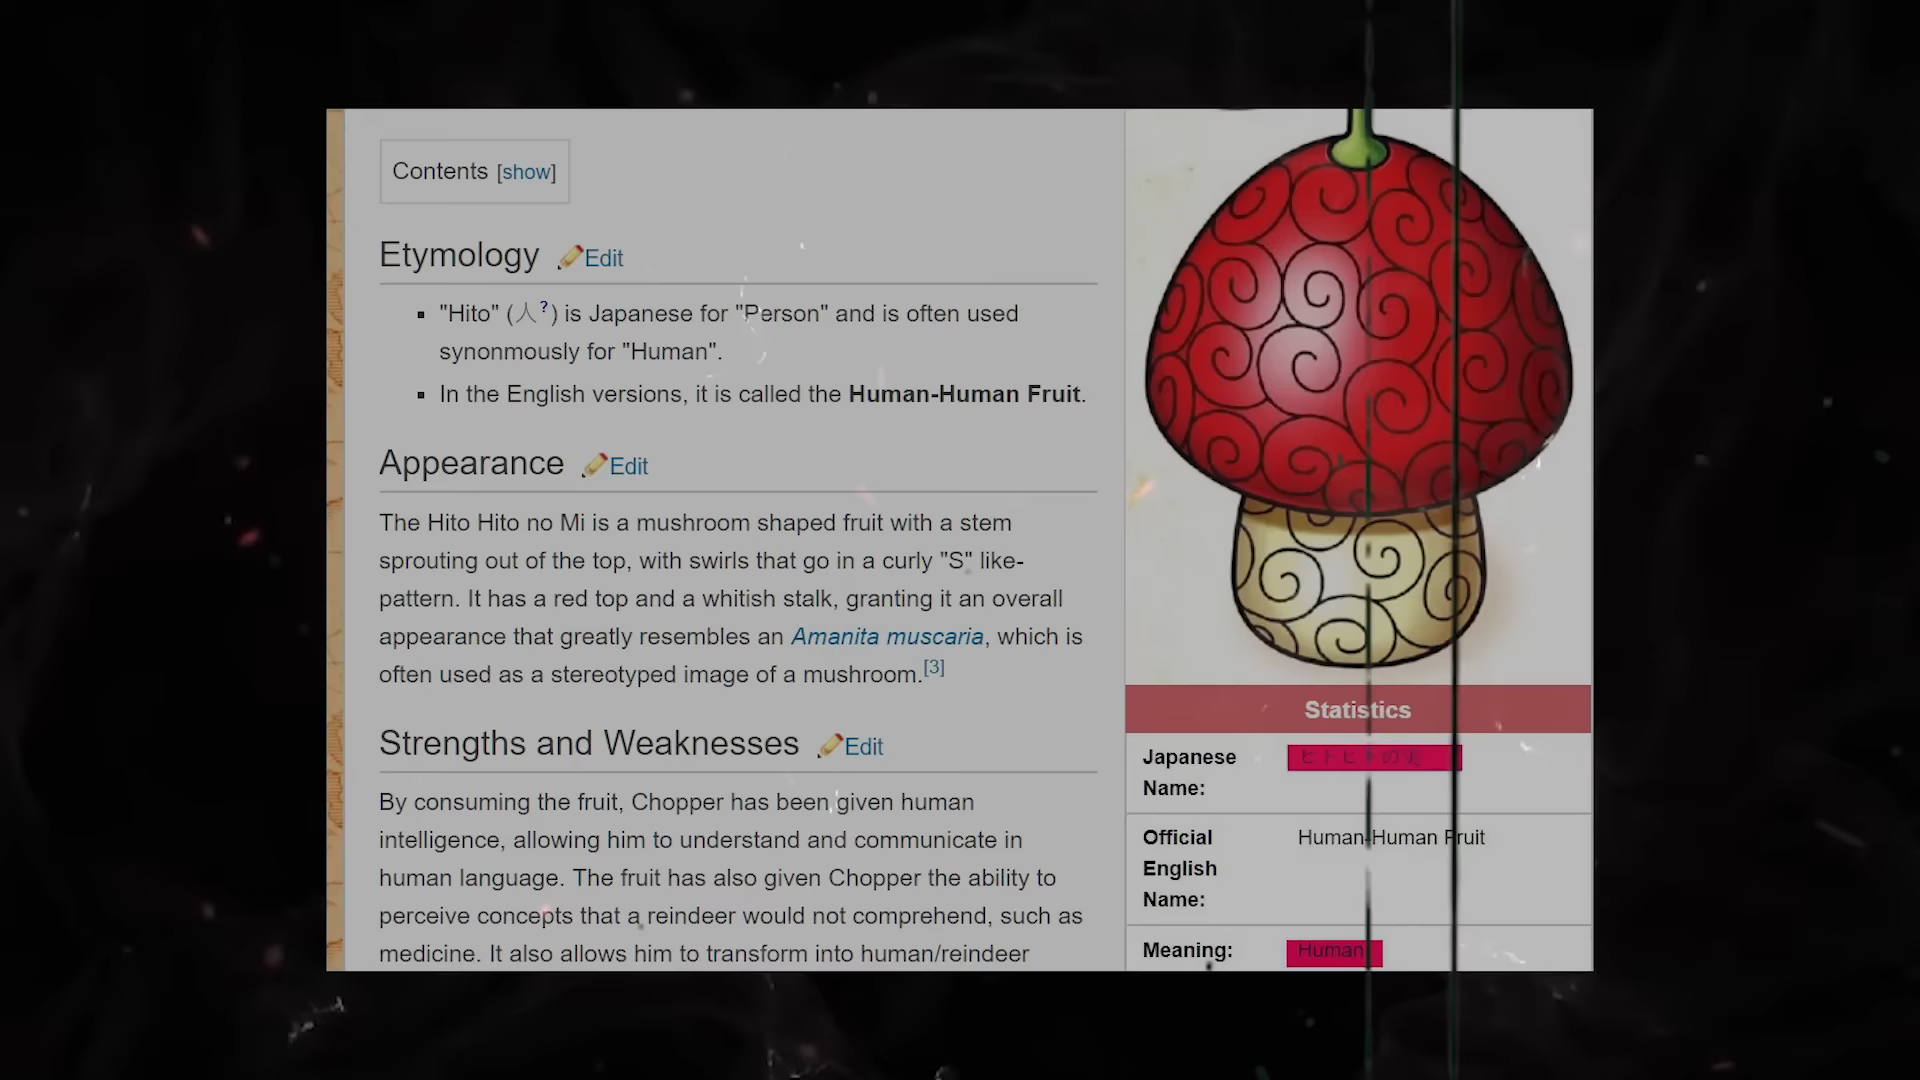 Contents [show]
Etymology Edit
"Hito" (人?) is Japanese for "Person" and is often used
synonmously for "Human".
In the English versions, it is called the Human-Human Fruit.
Appearance Edit
The Hito Hito no Mi is a mushroom shaped fruit with a stem
sprouting out of the top, with swirls that go in a curly "S" like-
pattern. It has a red top and a whitish stalk, granting it an overall
appearance that greatly resembles an Amanita muscaria, which is
often used as a stereotyped image of a mushroom.[3]
Strengths and Weaknesses Edit
By consuming the fruit, Chopper has been given human
intelligence, allowing him to understand and communicate in
human language. The fruit has also given Chopper the ability to
perceive concepts that a reindeer would not comprehend, such as
medicine. It also allows him to transform into human/reindeer
Statistics
Japanese ヒトヒトの実
Name:
Official Human-Human Fruit
English
Name:
Meaning: Human